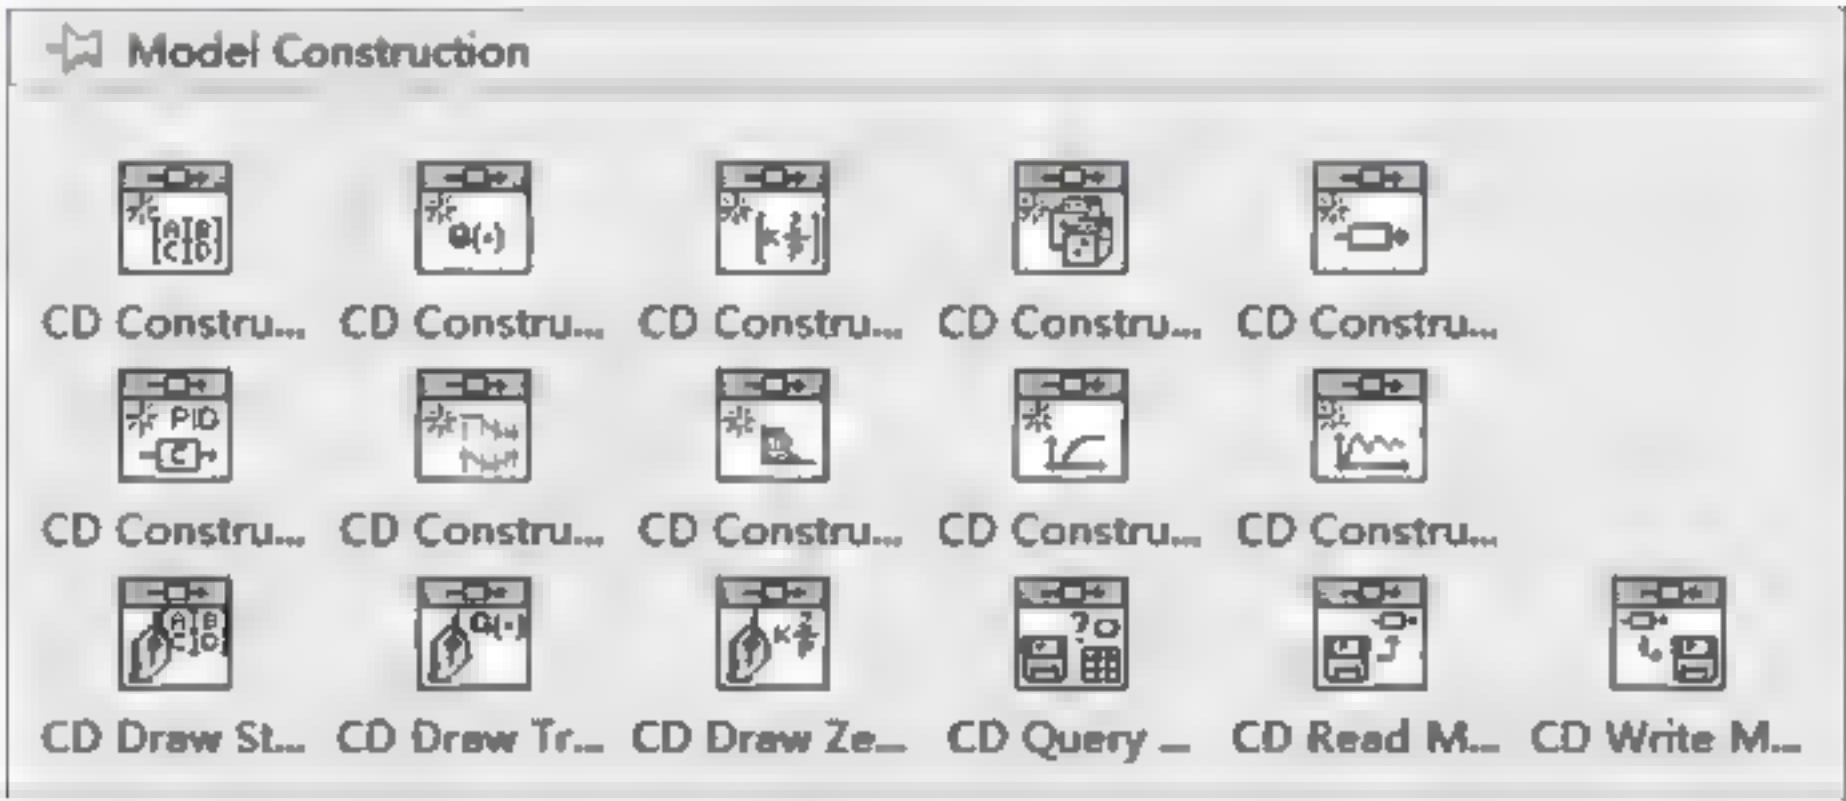 Model Construction
CD Constru... CD Constru... CD Constru... CD Constru... CD Constru...
PID
CD Constru... CD Constru... CD Constru... CD Constru... CD Constru...
CD Draw St... CD Draw Tr... CD Draw Ze... CD Query ... CD Read M... CD Write M...